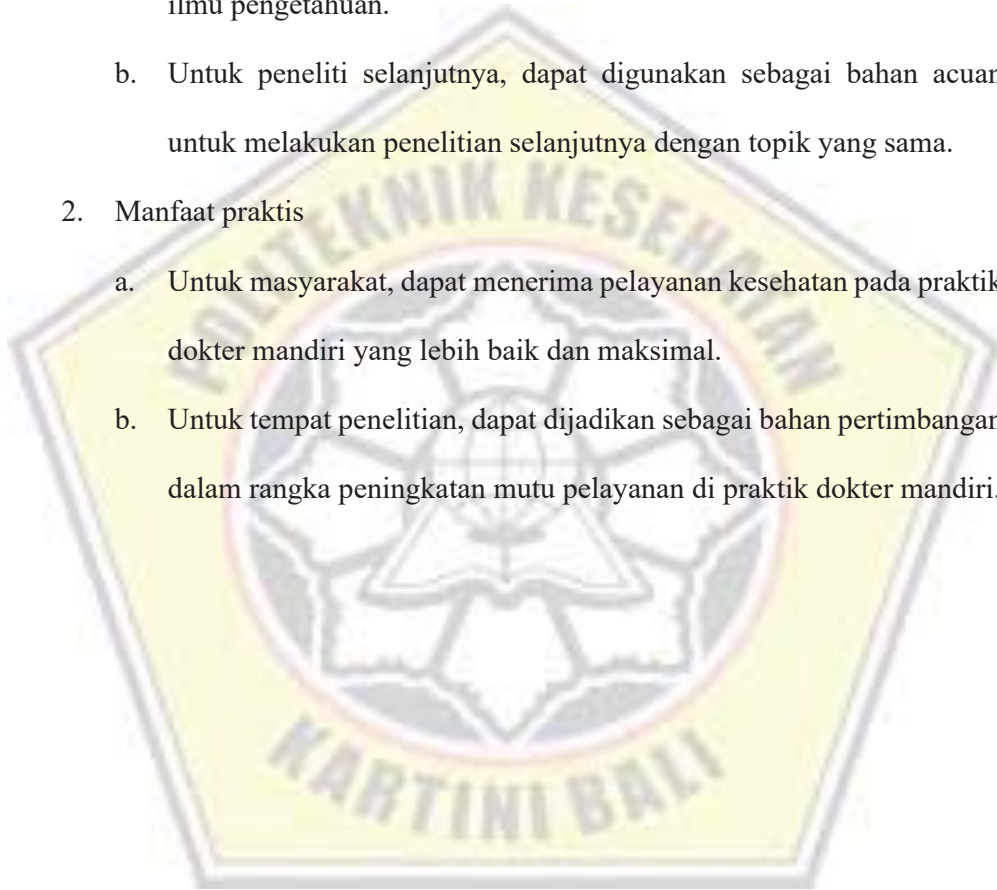 ilmu pengetahuan.
b. Untuk peneliti selanjutnya, dapat digunakan sebagai bahan acuan
untuk melakukan penelitian selanjutnya dengan topik yang sama.
2. Manfaat praktis
a. Untuk masyarakat, dapat menerima pelayanan kesehatan pada praktik
dokter mandiri yang lebih baik dan maksimal.
b. Untuk tempat penelitian, dapat dijadikan sebagai bahan pertimbangan
dalam rangka peningkatan mutu pelayanan di praktik dokter mandiri.
POLITEKNIK KESEHATAN
KARTINI BALI